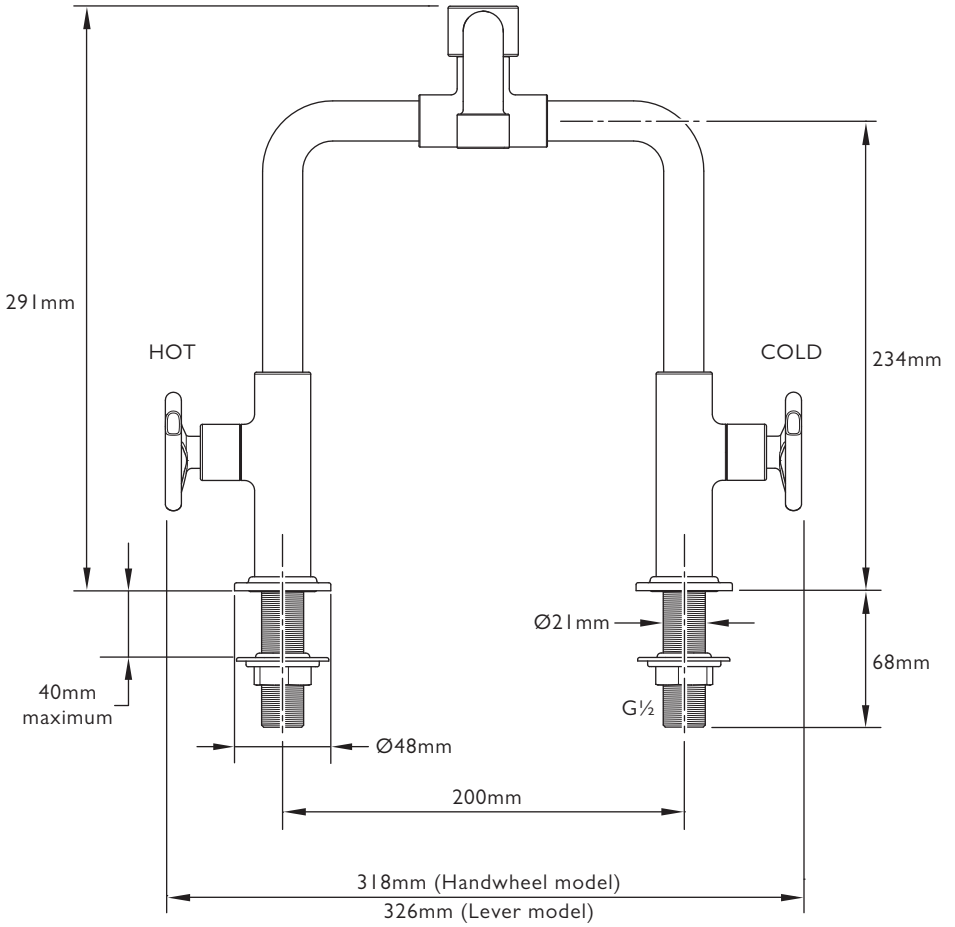 291mm
HOT
COLD
234mm
Ø21mm
40mm
maximum
68mm
G½
Ø48mm
200mm
318mm (Handwheel model)
326mm (Lever model)